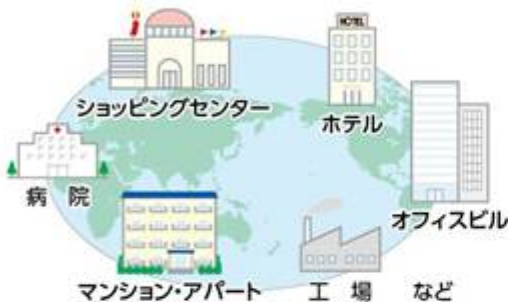 HOTEL
ショッピングセンター
ホテル
病 院
オフィスビル
マンション・アパート
工 場 など